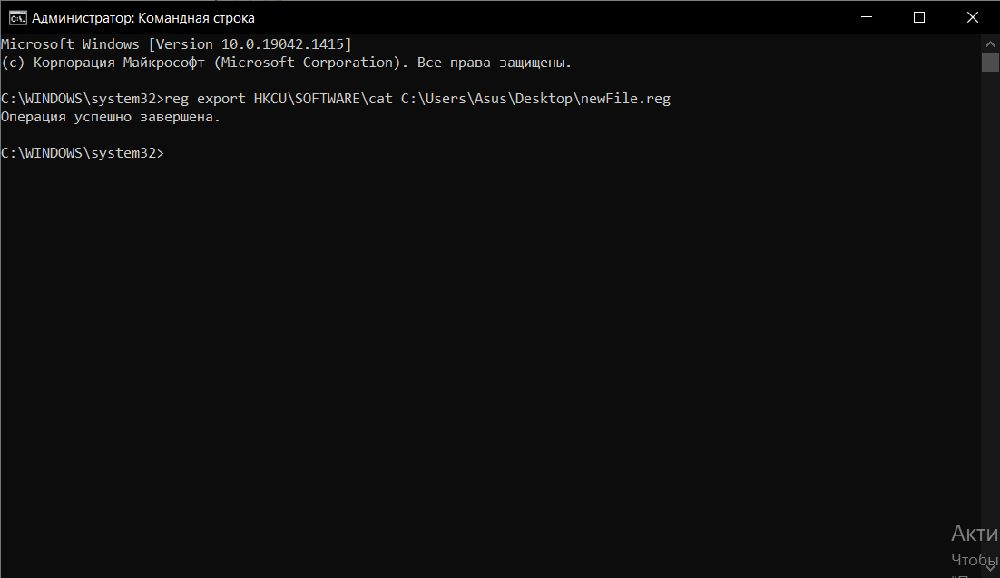 Администратор: Командная строка
Microsoft Windows [Version 10.0.19042.1415]
(c) Корпорация Майкрософт (Microsoft Corporation). Все права защищены.
C:\WINDOWS\system32>reg export HKCU\SOFTWARE\cat C:\Users\Asus\Desktop\newFile.reg
Операция успешно завершена.
C:\WINDOWS\system32>
Акти
Чтобы